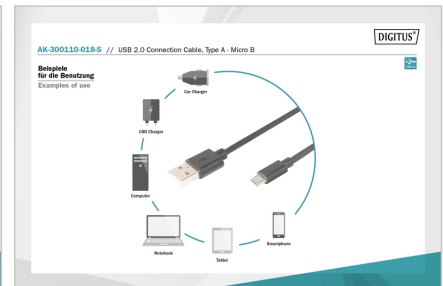 DIGITUS®
AK-300110-018-S // USB 2.0 Connection Cable, Type A - Micro B
Beispiele
für die Benutzung
Examples of use
Car Charger
USB Charger
Computer
Notebook
Tablet
Smartphone